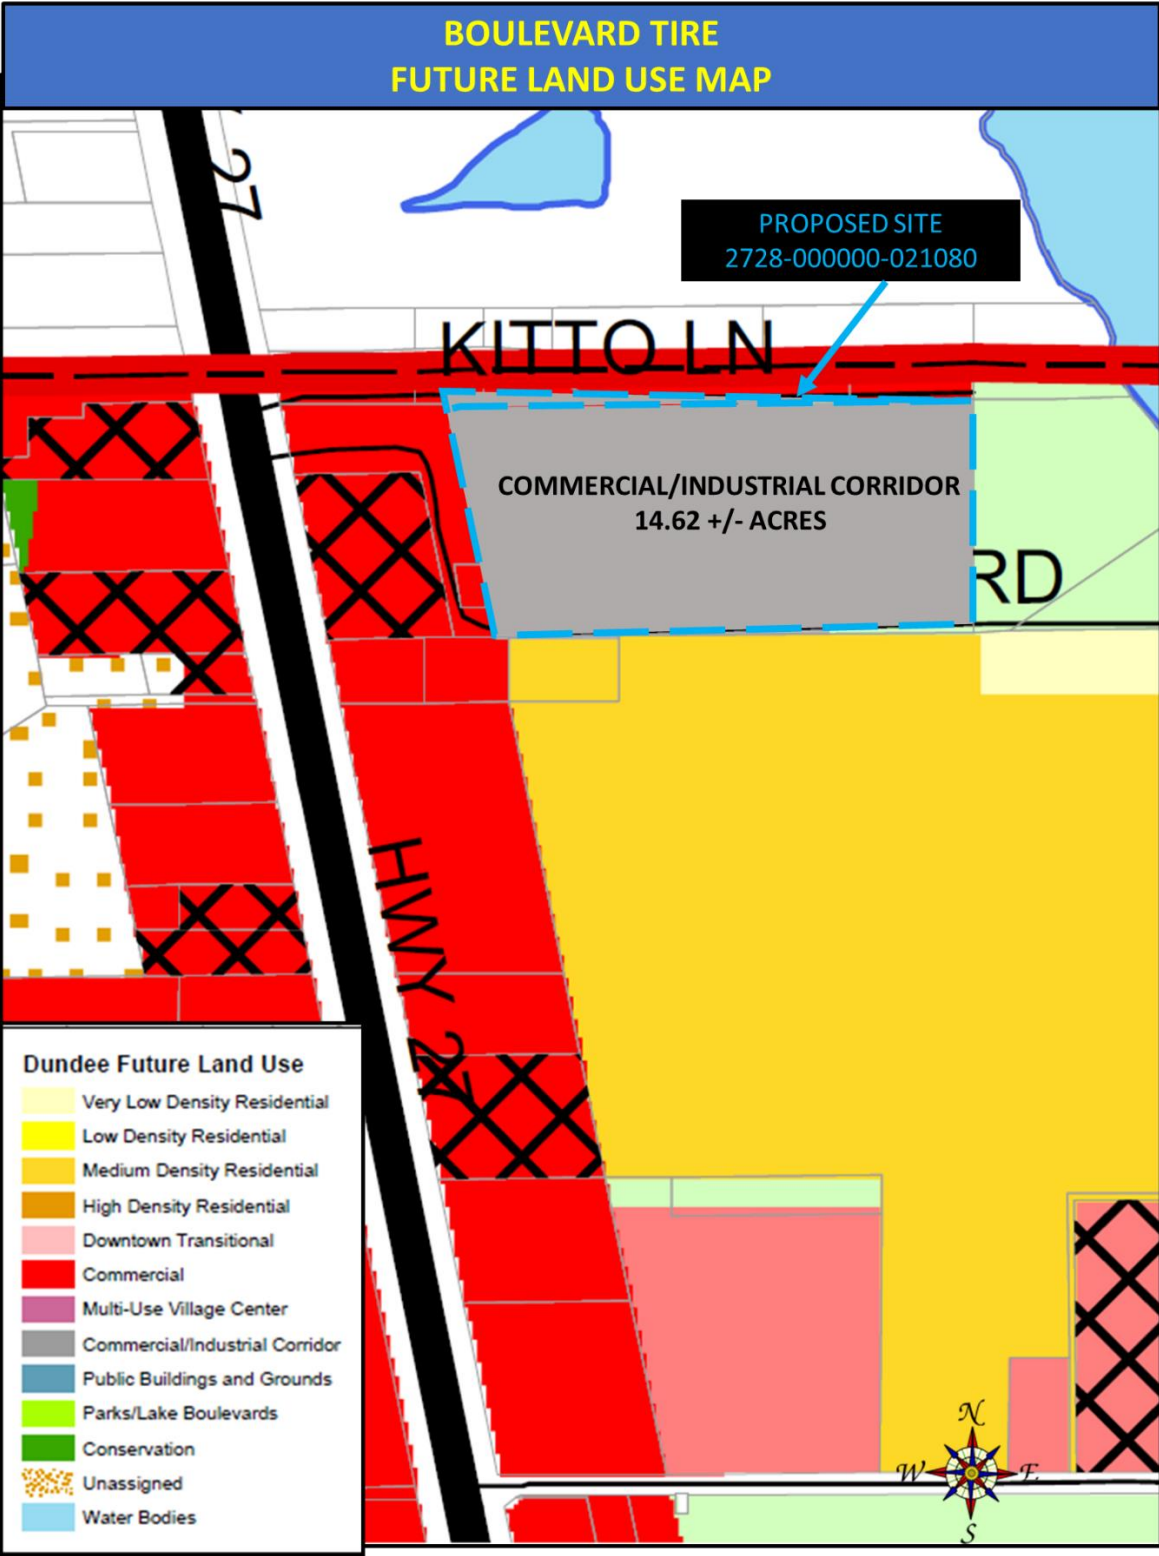 BOULEVARD TIRE
FUTURE LAND USE MAP
27
PROPOSED SITE
2728-000000-021080
KITTO LN
COMMERCIAL/INDUSTRIAL CORRIDOR
14.62 +/- ACRES
RD
HWY 27
Dundee Future Land Use
Very Low Density Residential
Low Density Residential
Medium Density Residential
High Density Residential
Downtown Transitional
Commercial
Multi-Use Village Center
Commercial/Industrial Corridor
Public Buildings and Grounds
Parks/Lake Boulevards
Conservation
Unassigned
Water Bodies
N
W E
S